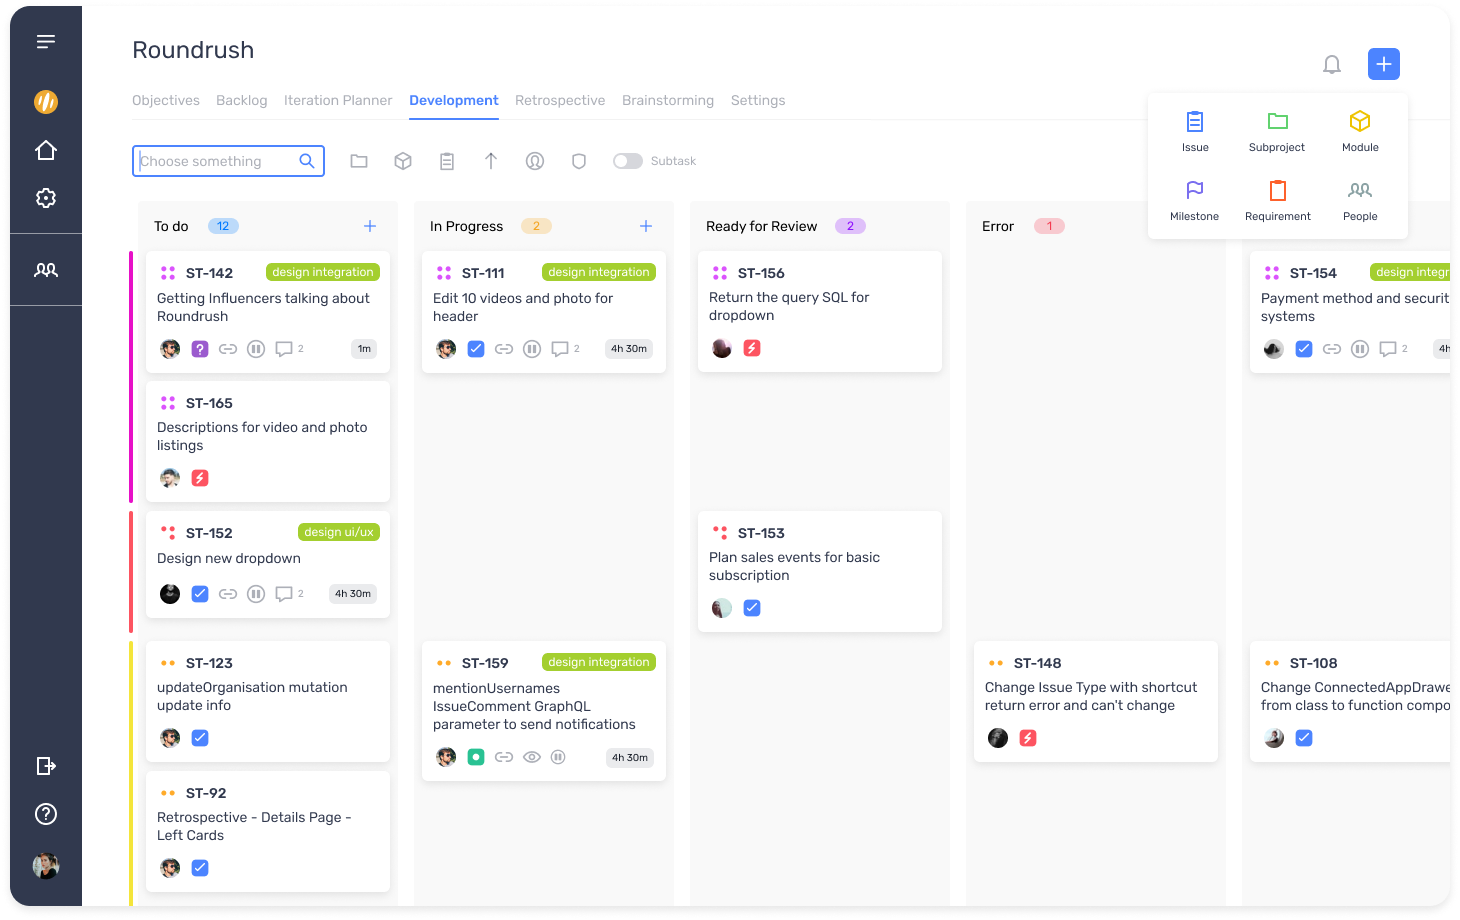 Roundrush
Objectives Backlog Iteration Planner Development Retrospective Brainstorming Settings
Issue Subproject Module
Milestone Requirement People
Choose something
Subtask
To do 12
In Progress 2
Ready for Review 2
Error 1
ST-142 design integration
Getting Influencers talking about
Roundrush
? 2 1m
ST-111 design integration
Edit 10 videos and photo for
header
2 4h 30m
ST-156
Return the query SQL for
dropdown
ST-154 design integr
Payment method and securit
systems
2 4h
ST-165
Descriptions for video and photo
listings
ST-152 design ui/ux
Design new dropdown
2 4h 30m
ST-153
Plan sales events for basic
subscription
ST-123
updateOrganisation mutation
update info
ST-159 design integration
mentionUsernames
IssueComment GraphQL
parameter to send notifications
4h 30m
ST-148
Change Issue Type with shortcut
return error and can't change
ST-108
Change ConnectedAppDrawe
from class to function compo
ST-92
Retrospective - Details Page -
Left Cards
?